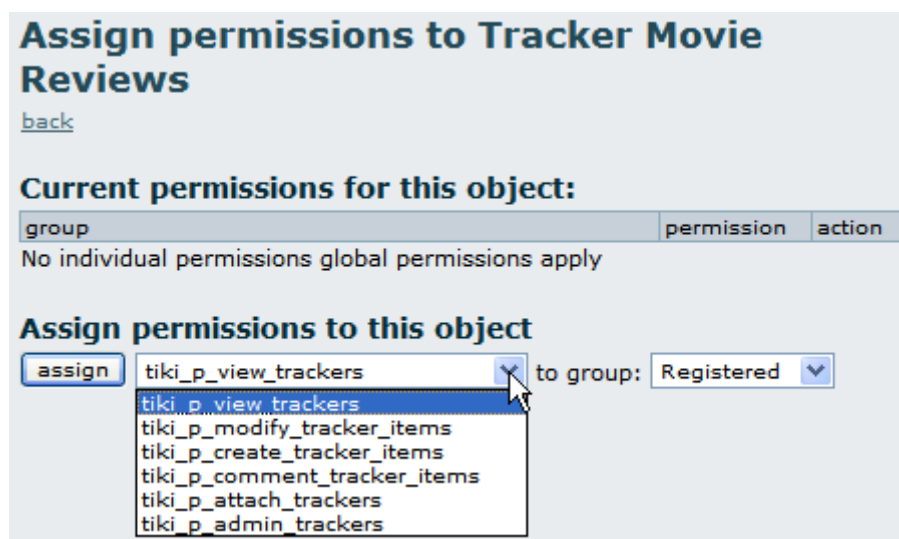 Assign permissions to Tracker Movie
Reviews
back
Current permissions for this object:
group permission action
No individual permissions global permissions apply
Assign permissions to this object
assign tiki_p_view_trackers to group: Registered
tiki_p_view_trackers
tiki_p_modify_tracker_items
tiki_p_create_tracker_items
tiki_p_comment_tracker_items
tiki_p_attach_trackers
tiki_p_admin_trackers